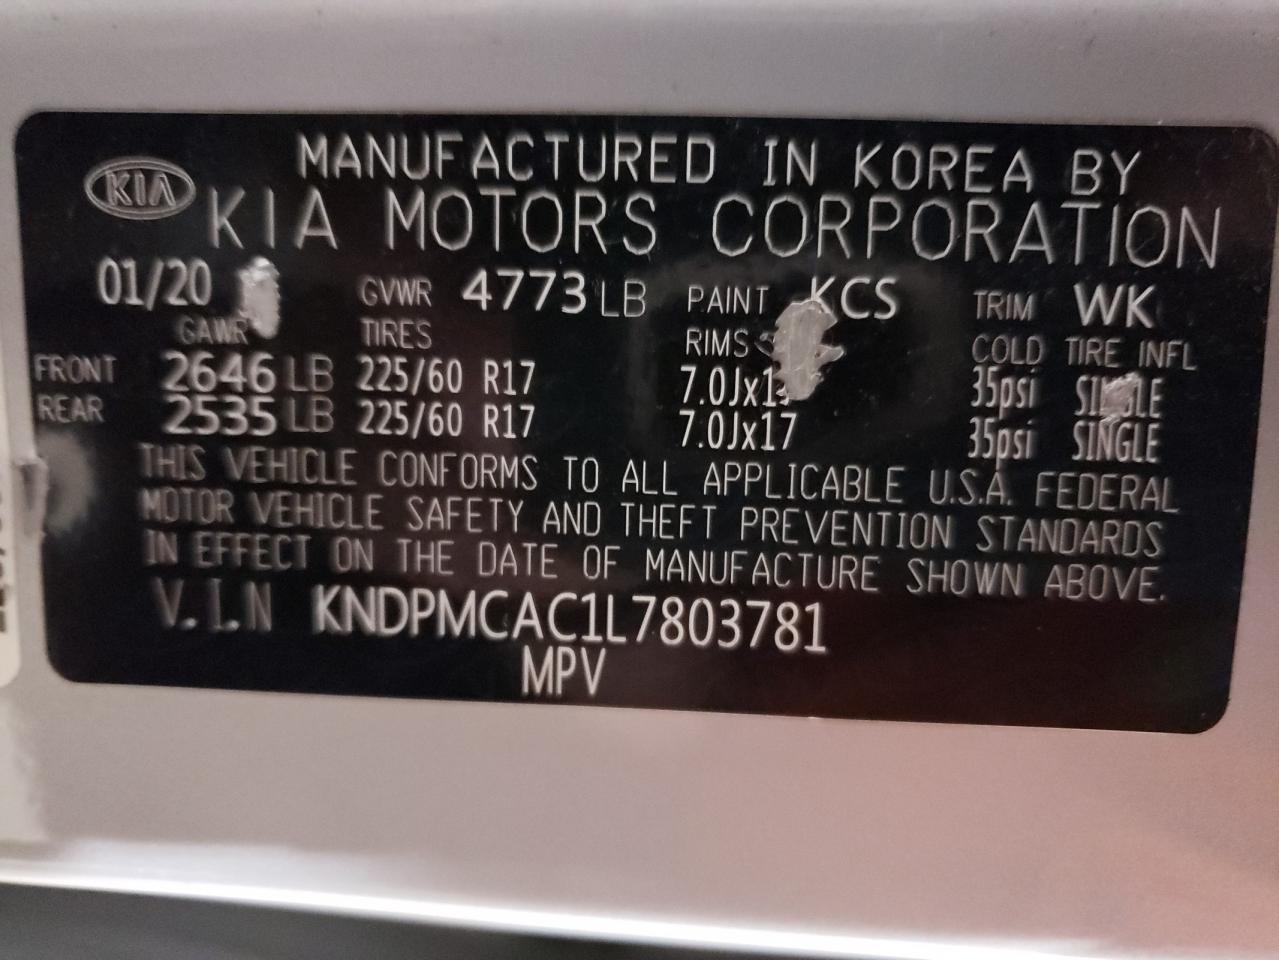 MANUFACTURED IN KOREA BY
KIA KIA MOTORS CORPORATION
01/20 GVWR 4773 LB PAINT KCS TRIM WK
GAWR TIRES RIMS COLD TIRE INFL
FRONT 2646 LB 225/60 R17 35psi
REAR 2535 LB 225/60 R17 7.0Jx17 35psi SINGLE
THIS VEHICLE CONFORMS TO ALL APPLICABLE U.S.A. FEDERAL
MOTOR VEHICLE SAFETY AND THEFT PREVENTION STANDARDS
IN EFFECT ON THE DATE OF MANUFACTURE SHOWN ABOVE.
V.I.N KNDPMCAC1L7803781
MPV